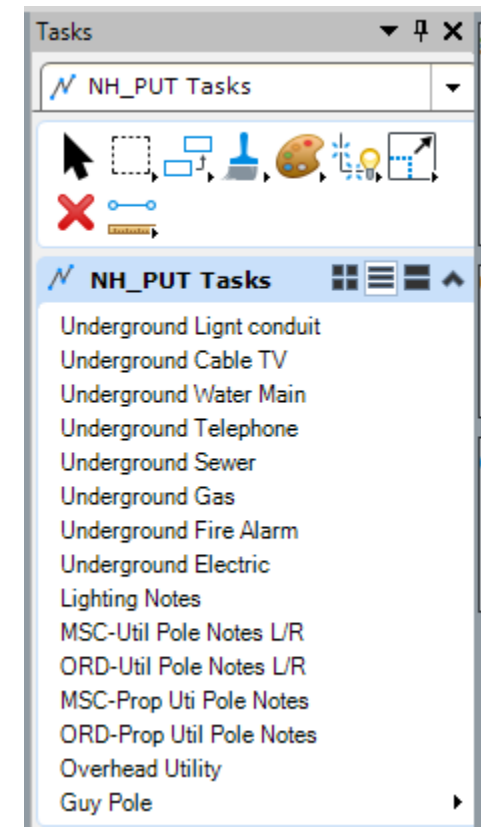 Tasks
NH_PUT Tasks
NH_PUT Tasks
Underground Lignt conduit
Underground Cable TV
Underground Water Main
Underground Telephone
Underground Sewer
Underground Gas
Underground Fire Alarm
Underground Electric
Lighting Notes
MSC-Util Pole Notes L/R
ORD-Util Pole Notes L/R
MSC-Prop Uti Pole Notes
ORD-Prop Util Pole Notes
Overhead Utility
Guy Pole